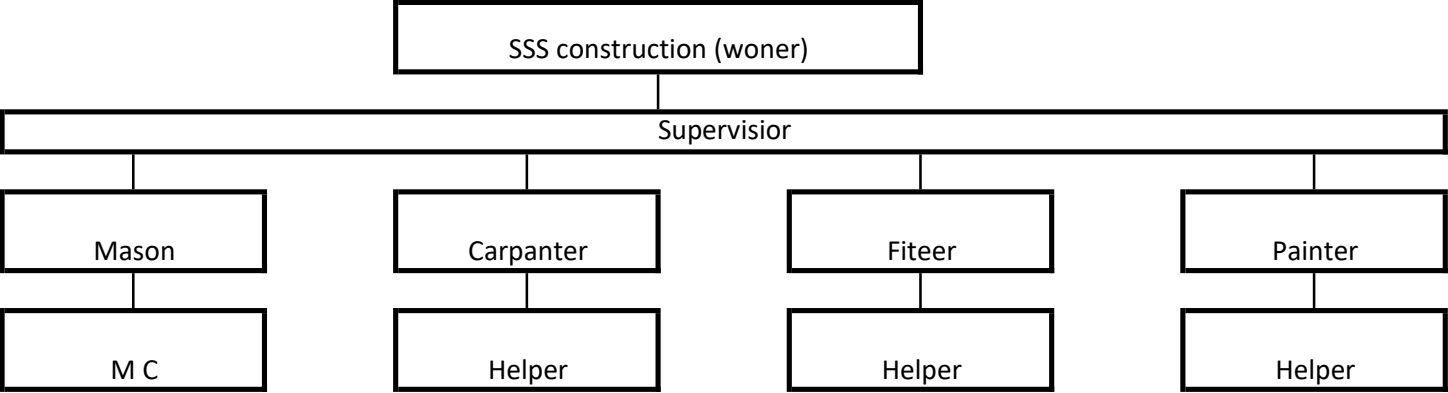 SSS construction (woner)
Supervisior
Mason
Carpanter
Fiteer
Painter
M C
Helper
Helper
Helper